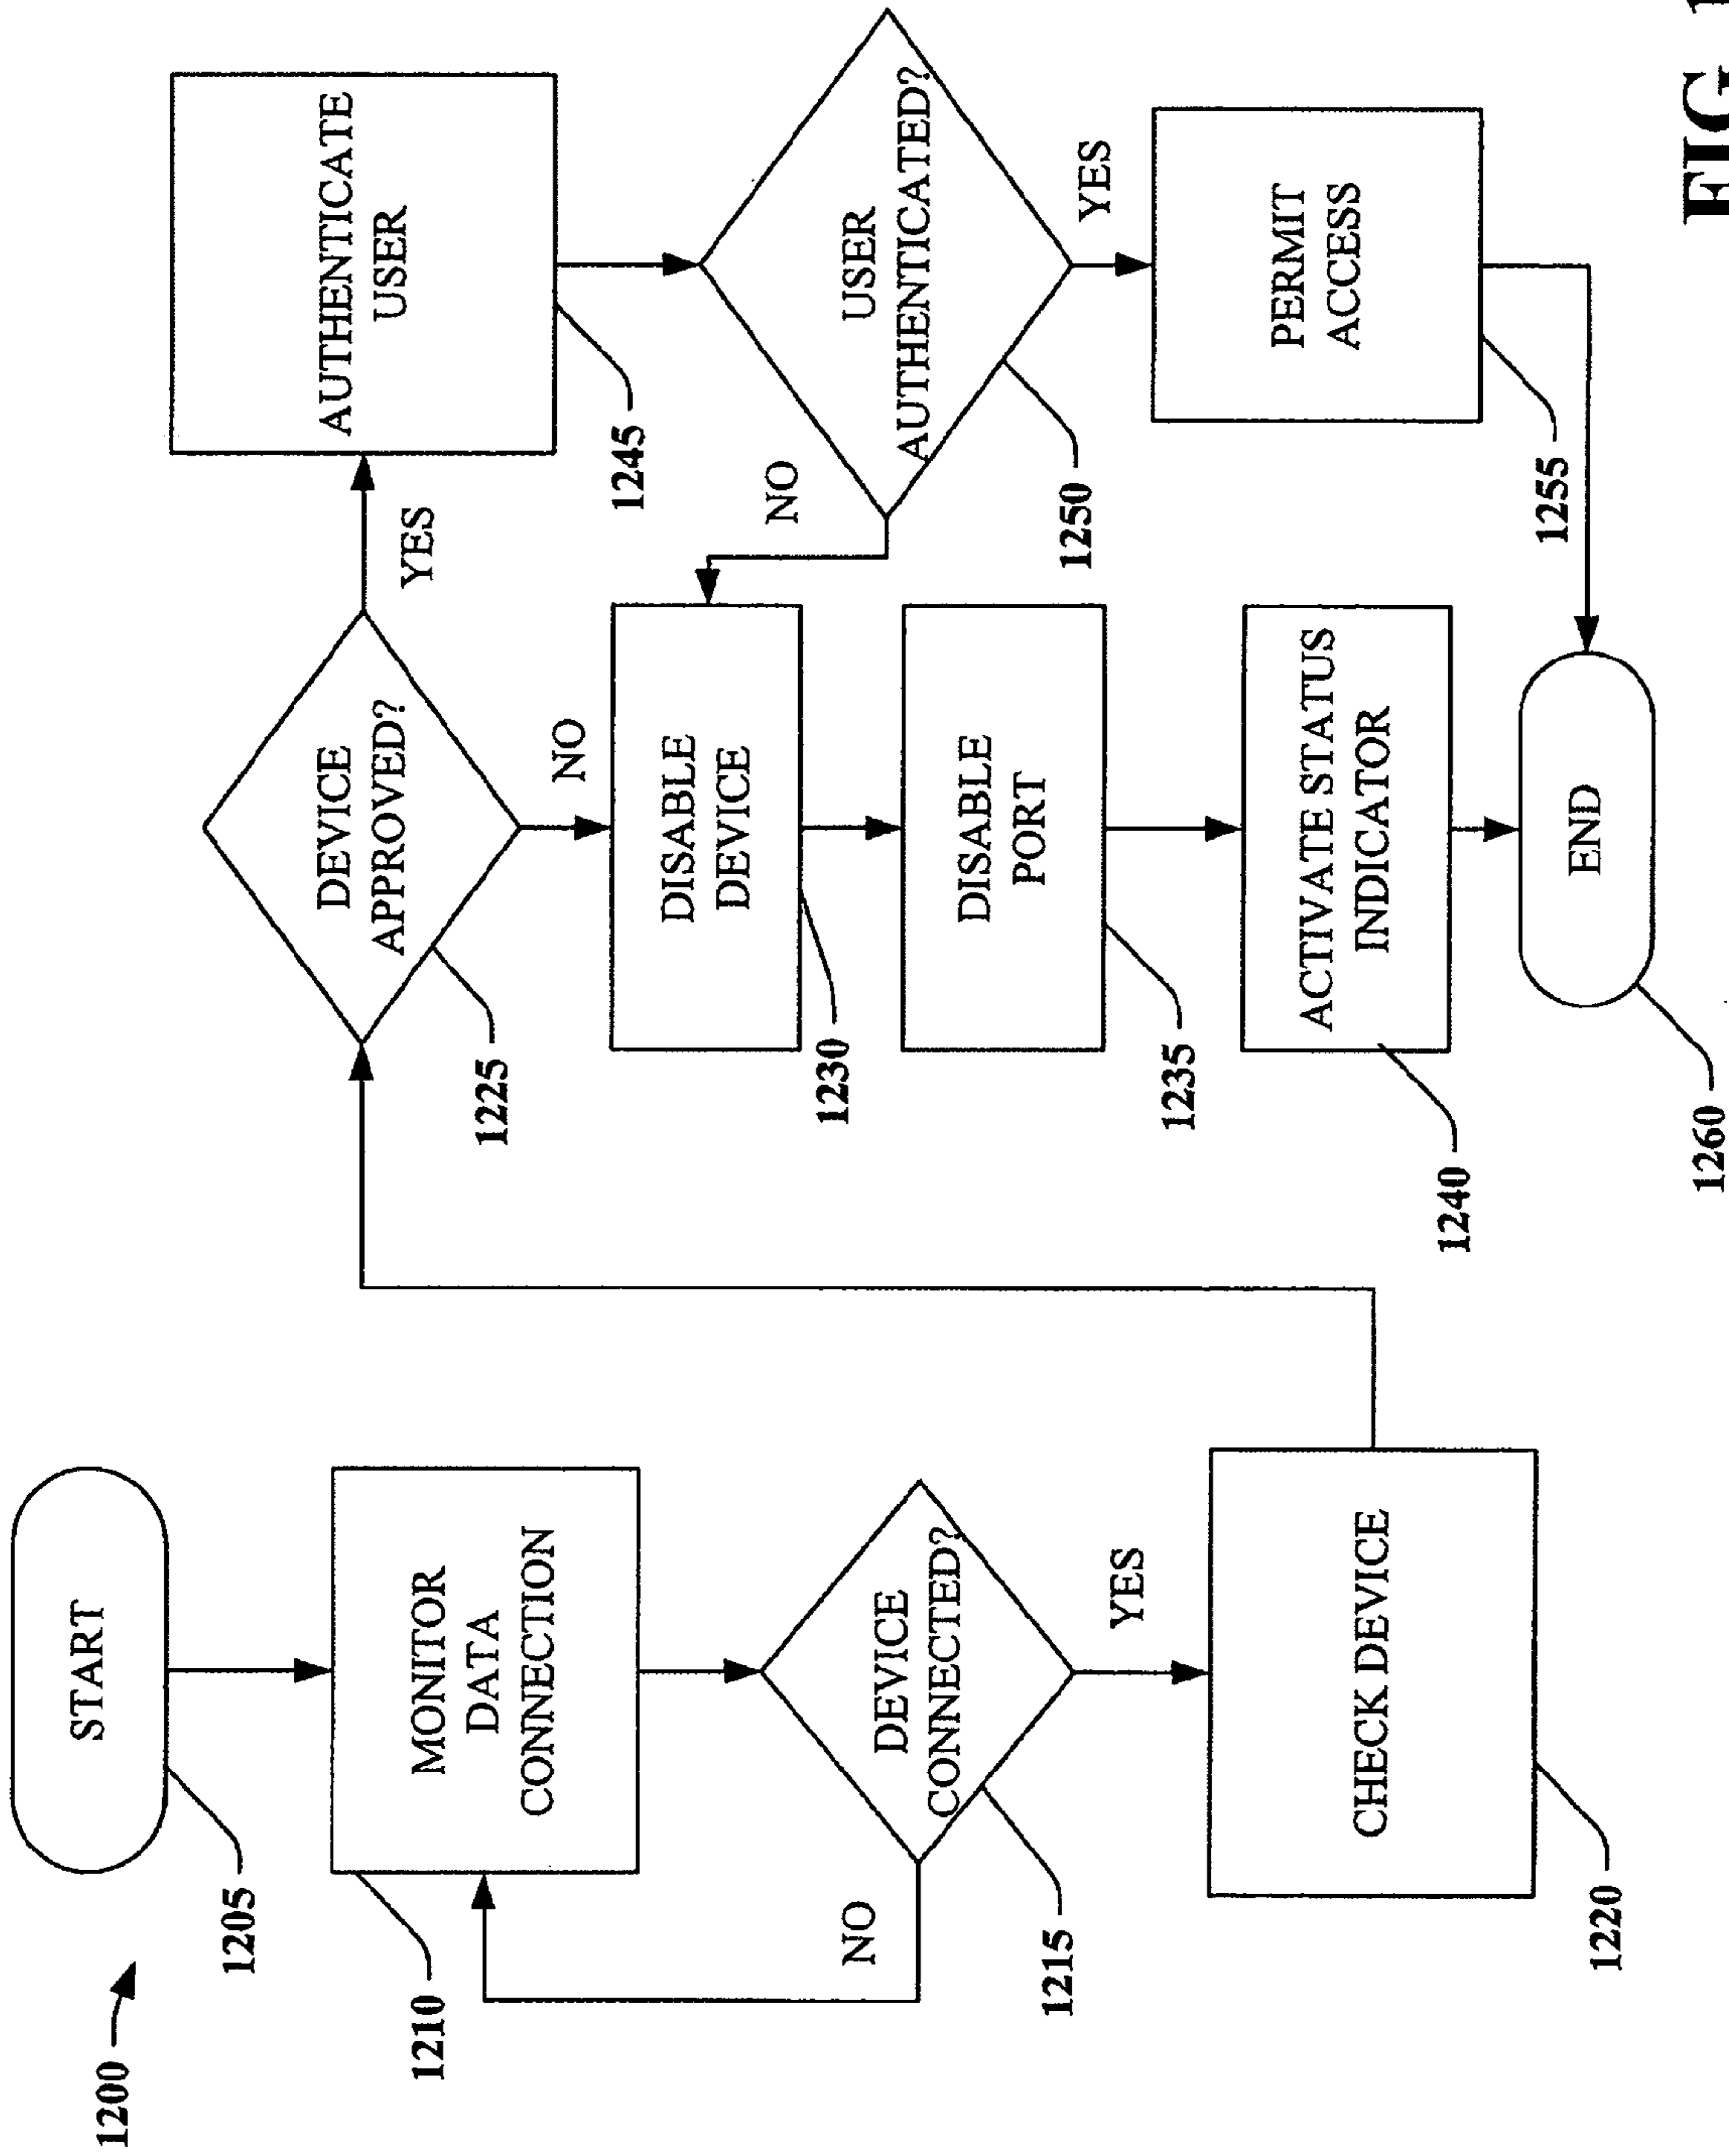 1200
START
1205
MONITOR
DATA
CONNECTION
1210
DEVICE
CONNECTED?
NO
YES
1215
CHECK DEVICE
1220
DEVICE
APPROVED?
YES
NO
1225
DISABLE
DEVICE
1230
DISABLE
PORT
1235
ACTIVATE STATUS
INDICATOR
1240
AUTHENTICATE
USER
1245
USER
AUTHENTICATED?
NO
YES
1250
PERMIT
ACCESS
1255
END
1260